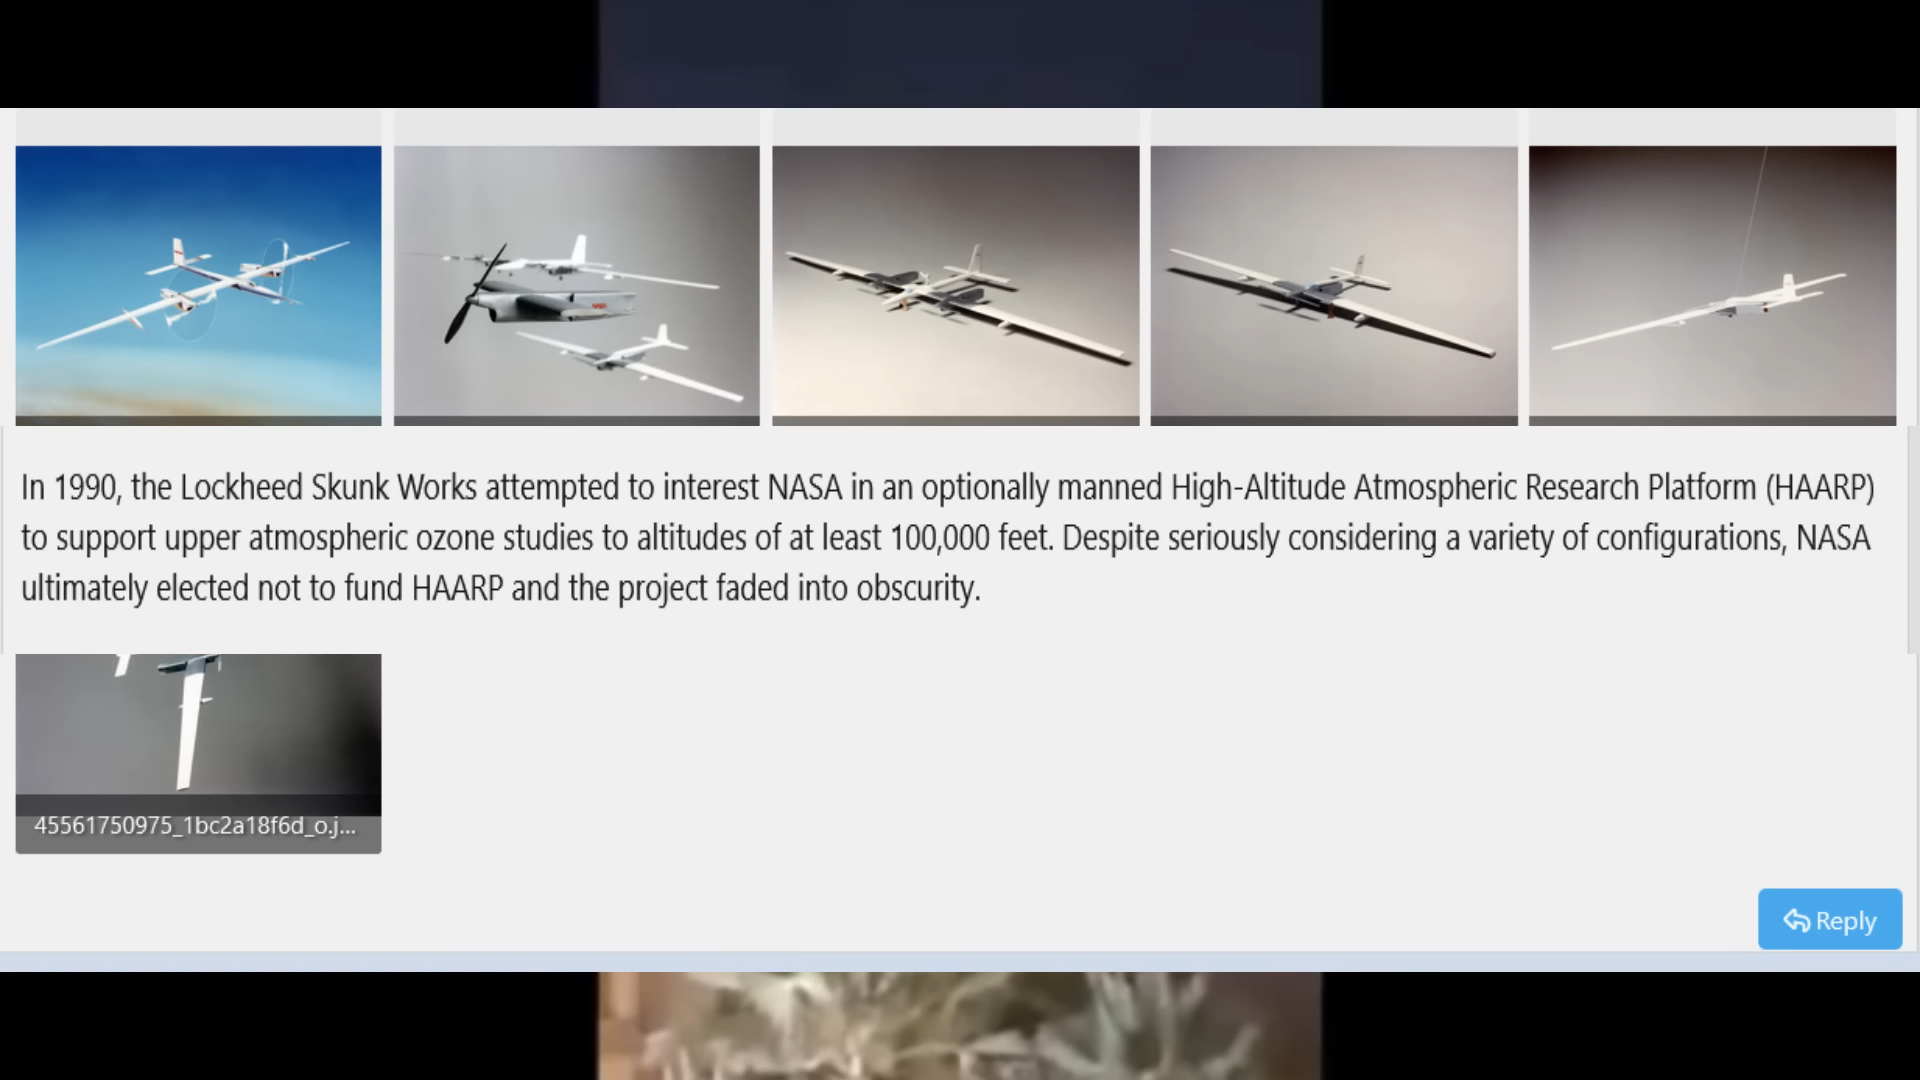 In 1990, the Lockheed Skunk Works attempted to interest NASA in an optionally manned High-Altitude Atmospheric Research Platform (HAARP)
to support upper atmospheric ozone studies to altitudes of at least 100,000 feet. Despite seriously considering a variety of configurations, NASA
ultimately elected not to fund HAARP and the project faded into obscurity.
45561750975_1bc2a18f6d_o.j...
Reply